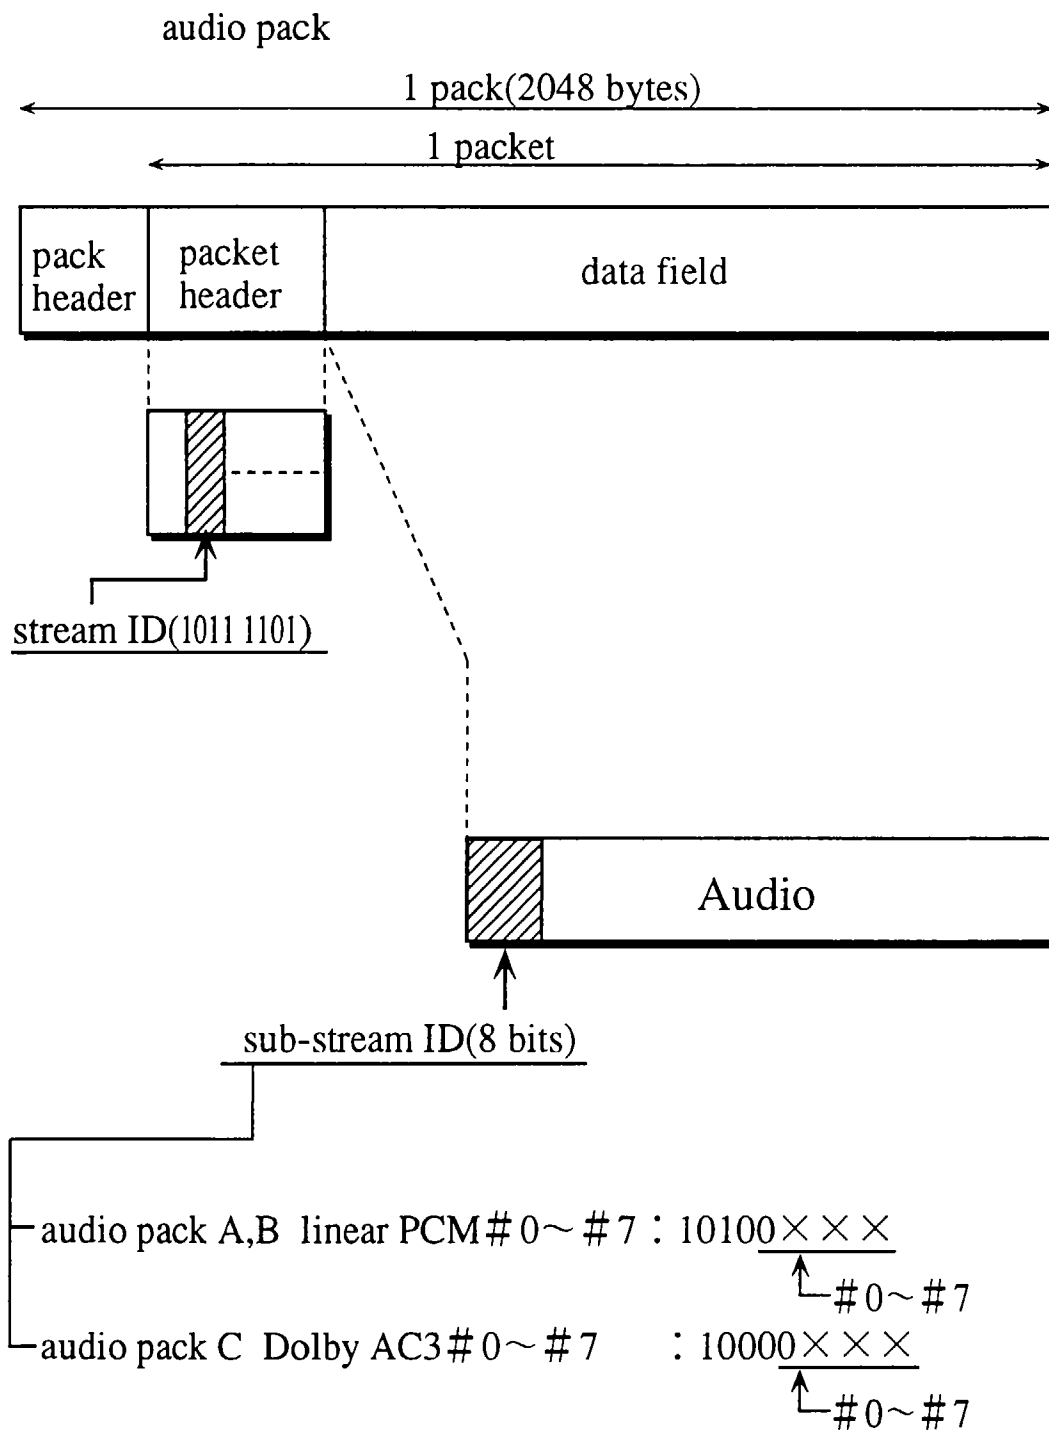 audio pack
1 pack(2048 bytes)
1 packet
pack header
packet header
data field
stream ID(1011 1101)
Audio
sub-stream ID(8 bits)
audio pack A,B linear PCM#0～#7：10100×××
#0～#7
audio pack C Dolby AC3#0～#7 ：10000×××
#0～#7